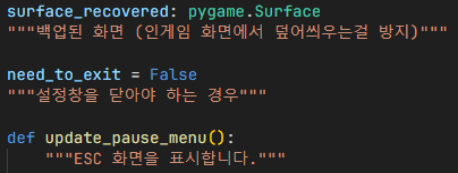 surface_recovered: pygame.Surface
"""백업된 화면 (인게임 화면에서 덮어씌우는걸 방지)"""
need_to_exit = False
"""설정창을 닫아야 하는 경우"""
def update_pause_menu():
"""ESC 화면을 표시합니다."""